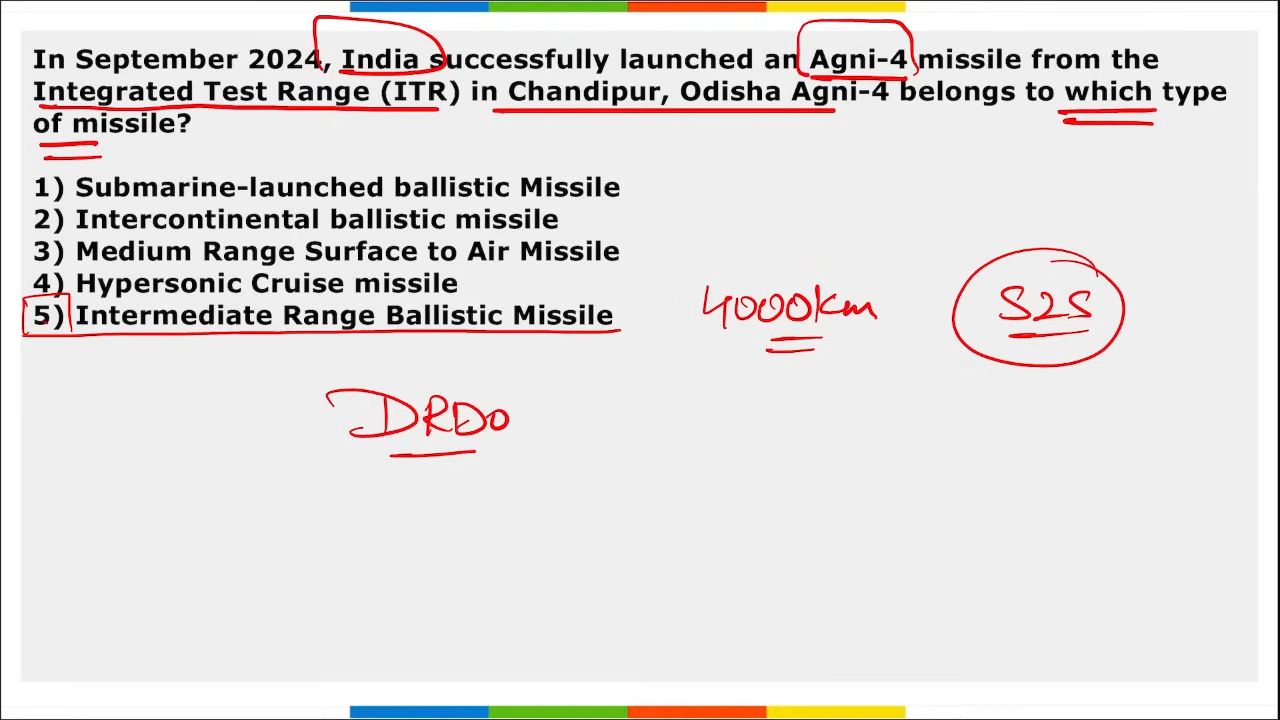 In September 2024, India successfully launched an Agni-4 missile from the
Integrated Test Range (ITR) in Chandipur, Odisha Agni-4 belongs to which type
of missile?
1) Submarine-launched ballistic Missile
2) Intercontinental ballistic missile
3) Medium Range Surface to Air Missile
4) Hypersonic Cruise missile
5) Intermediate Range Ballistic Missile
4000km
S2S
DRDO